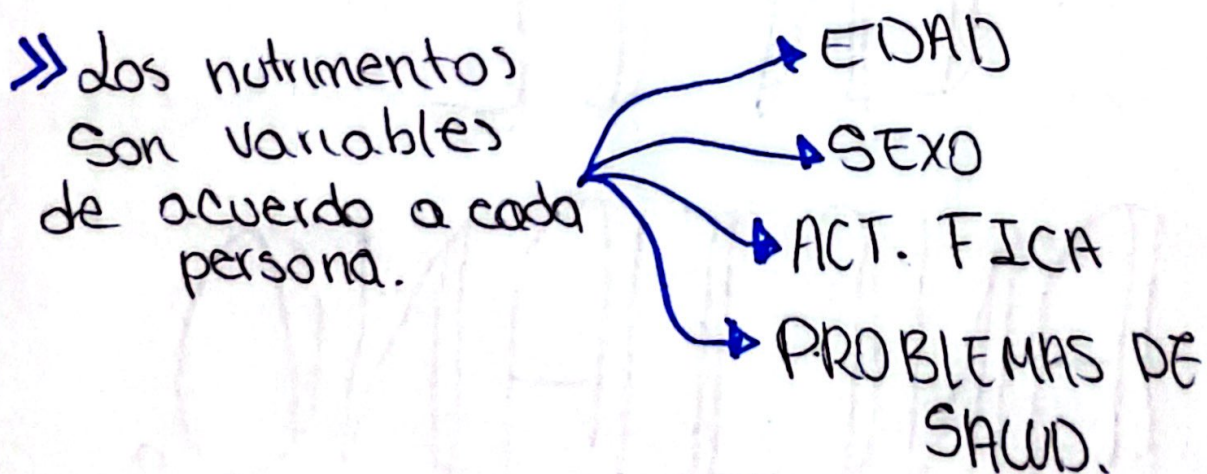 » Los nutrimentos
son variables
de acuerdo a cada
persona.
EDAD
SEXO
ACT. FICA
PROBLEMAS DE
SALUD.